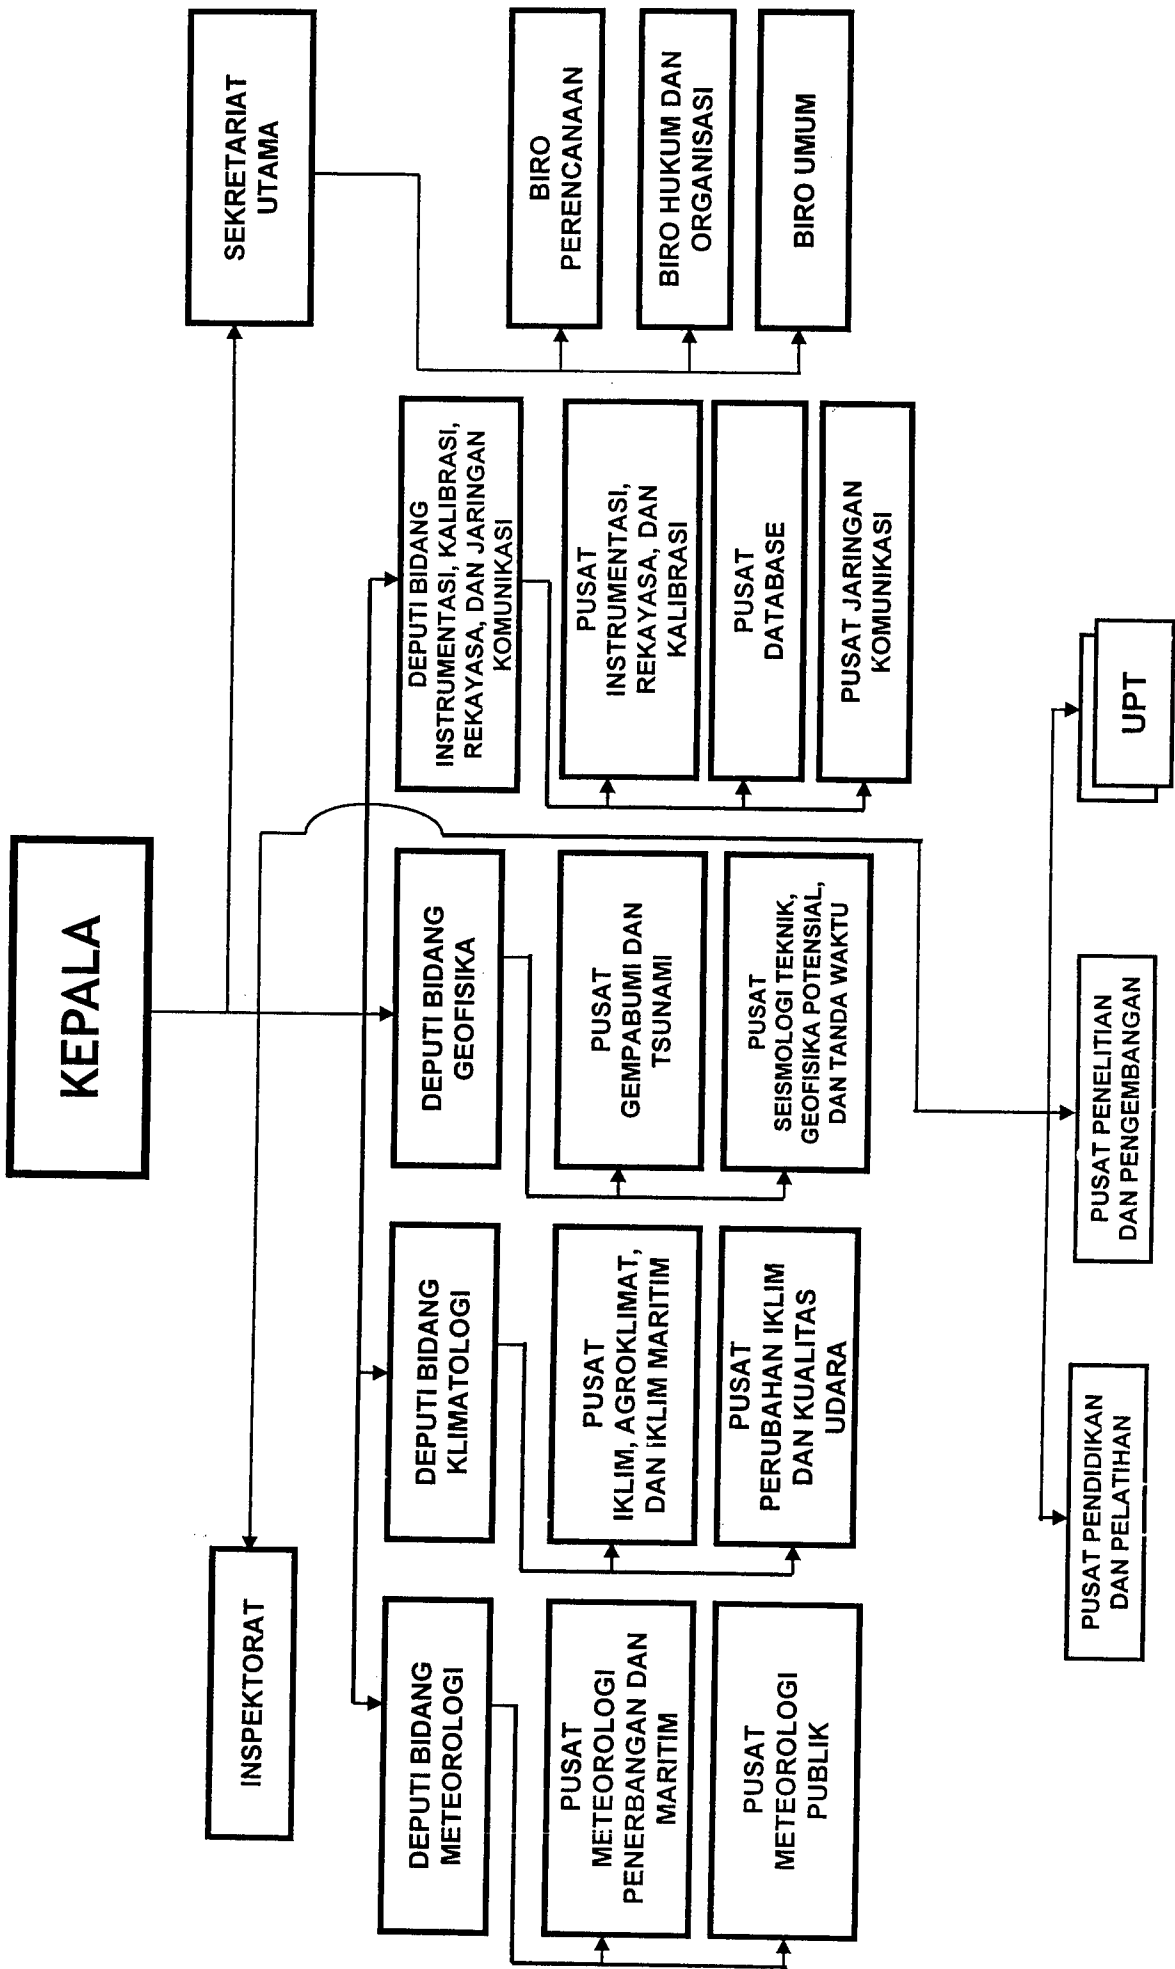 KEPALA
SEKRETARIAT
UTAMA
INSPEKTORAT
DEPUTI BIDANG
METEOROLOGI
DEPUTI BIDANG
KLIMATOLOGI
DEPUTI BIDANG
GEOFISIKA
DEPUTI BIDANG
INSTRUMENTASI, KALIBRASI,
REKAYASA, DAN JARINGAN
KOMUNIKASI
BIRO
PERENCANAAN
BIRO HUKUM DAN
ORGANISASI
BIRO UMUM
PUSAT
METEOROLOGI
PENERBANGAN DAN
MARITIM
PUSAT
METEOROLOGI
PUBLIK
PUSAT
IKLIM, AGROKLIMAT,
DAN IKLIM MARITIM
PUSAT
PERUBAHAN IKLIM
DAN KUALITAS
UDARA
PUSAT
GEMPABUMI DAN
TSUNAMI
PUSAT
SEISMOLOGI TEKNIK,
GEOFISIKA POTENSIAL,
DAN TANDA WAKTU
PUSAT
INSTRUMENTASI,
REKAYASA, DAN
KALIBRASI
PUSAT
DATABASE
PUSAT JARINGAN
KOMUNIKASI
PUSAT PENDIDIKAN
DAN PELATIHAN
PUSAT PENELITIAN
DAN PENGEMBANGAN
UPT